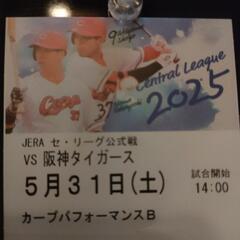 Central League
2025
37
JERA セ・リーグ公式戦
VS 阪神タイガース
5月31日(土)
試合開始
14:00
カープパフォーマンスB